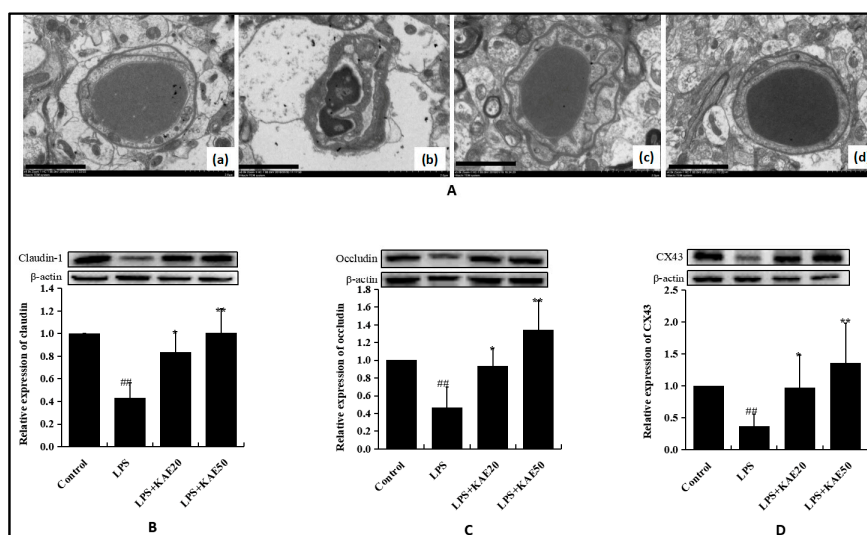 (a)
(b)
(c)
(d
A
Claudin-1
β-actin
1.4
1.2
1.0
0.8
0.6
0.4
0.2
0.0
Relative expression of claudin
##
*
**
Control
LPS
LPS+KAE20
LPS+KAE50
B
Occludin
β-actin
1.8
1.6
1.4
1.2
1.0
0.8
0.6
0.4
0.2
0.0
Relative expression of occludin
##
*
**
Control
LPS
LPS+KAE20
LPS+KAE50
C
CX43
β-actin
2.5
2.0
1.5
1.0
0.5
0.0
Relative expression of CX43
##
*
**
Control
LPS
LPS+KAE20
LPS+KAE50
D